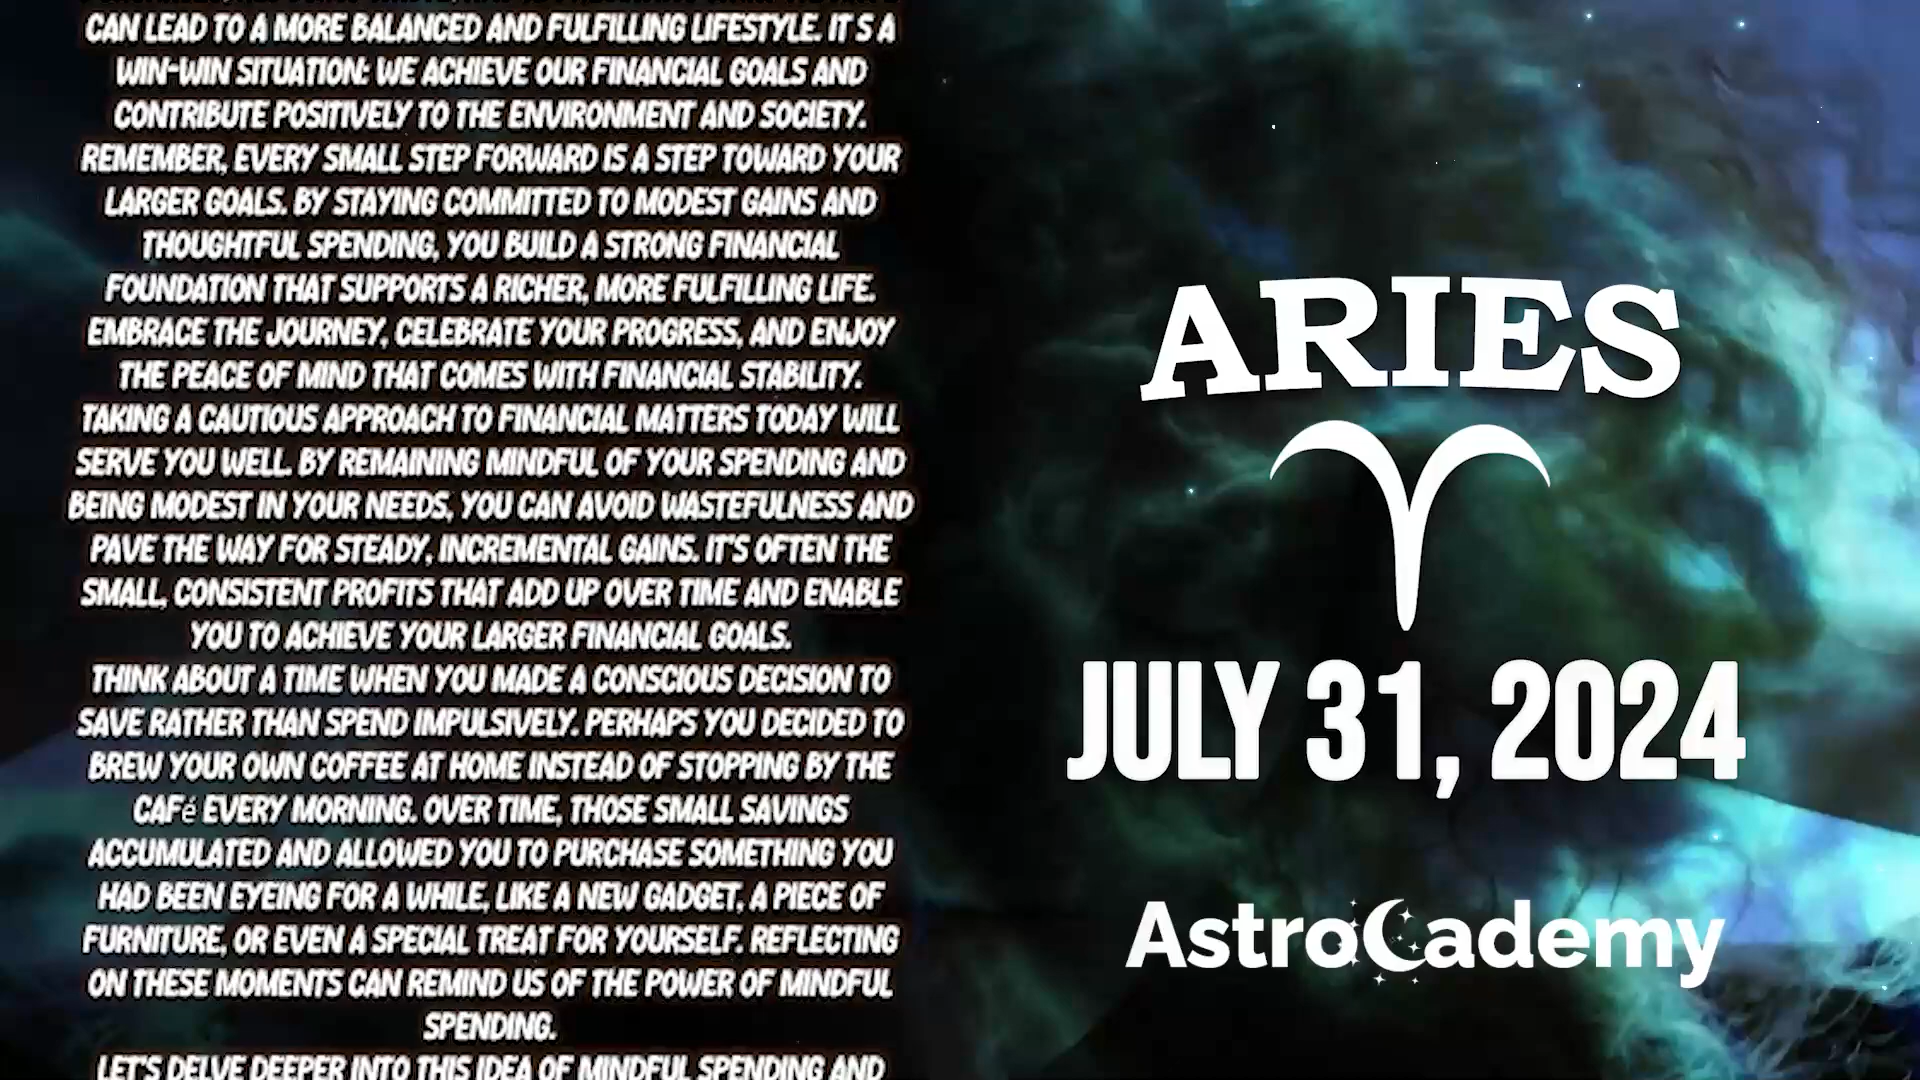 CAN LEAD TO A MORE BALANCED AND FULFILLING LIFESTYLE. IT S A
WIN-WIN SITUATION: WE ACHIEVE OUR FINANCIAL GOALS AND
CONTRIBUTE POSITIVELY TO THE ENVIRONMENT AND SOCIETY.
REMEMBER, EVERY SMALL STEP FORWARD IS A STEP TOWARD YOUR
LARGER GOALS. BY STAYING COMMITTED TO MODEST GAINS AND
THOUGHTFUL SPENDING, YOU BUILD A STRONG FINANCIAL
FOUNDATION THAT SUPPORTS A RICHER, MORE FULFILLING LIFE.
EMBRACE THE JOURNEY, CELEBRATE YOUR PROGRESS, AND ENJOY
THE PEACE OF MIND THAT COMES WITH FINANCIAL STABILITY.
TAKING A CAUTIOUS APPROACH TO FINANCIAL MATTERS TODAY WILL
SERVE YOU WELL. BY REMAINING MINDFUL OF YOUR SPENDING AND
BEING MODEST IN YOUR NEEDS, YOU CAN AVOID WASTEFULNESS AND
PAVE THE WAY FOR STEADY, INCREMENTAL GAINS. IT'S OFTEN THE
SMALL, CONSISTENT PROFITS THAT ADD UP OVER TIME AND ENABLE
YOU TO ACHIEVE YOUR LARGER FINANCIAL GOALS.
THINK ABOUT A TIME WHEN YOU MADE A CONSCIOUS DECISION TO
SAVE RATHER THAN SPEND IMPULSIVELY. PERHAPS YOU DECIDED TO
BREW YOUR OWN COFFEE AT HOME INSTEAD OF STOPPING BY THE
CAFé EVERY MORNING. OVER TIME, THOSE SMALL SAVINGS
ACCUMULATED AND ALLOWED YOU TO PURCHASE SOMETHING YOU
HAD BEEN EYEING FOR A WHILE, LIKE A NEW GADGET, A PIECE OF
FURNITURE, OR EVEN A SPECIAL TREAT FOR YOURSELF. REFLECTING
ON THESE MOMENTS CAN REMIND US OF THE POWER OF MINDFUL
SPENDING.
LET'S DELVE DEEPER INTO THIS IDEA OF MINDFUL SPENDING AND
ARIES
JULY 31, 2024
AstroCademy